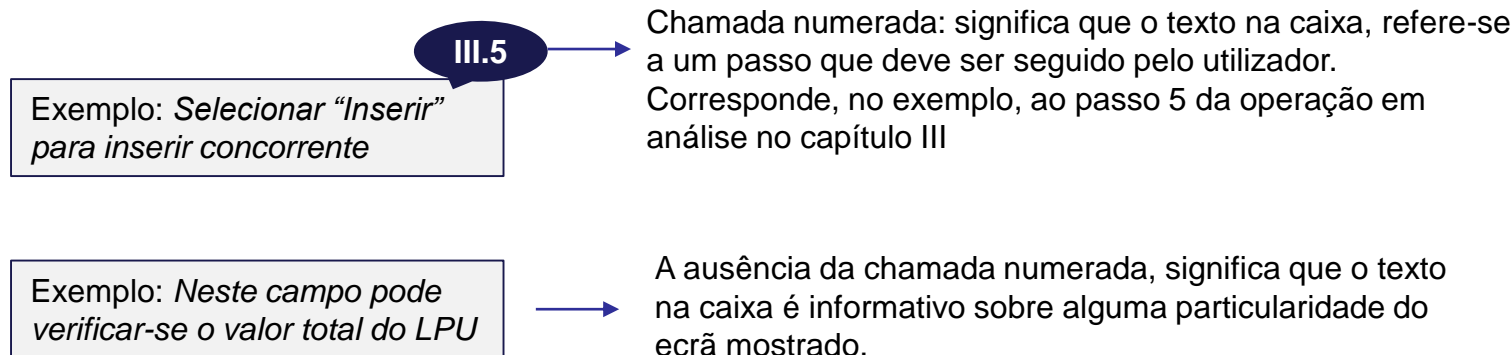 III.5
Chamada numerada: significa que o texto na caixa, refere-se
a um passo que deve ser seguido pelo utilizador.
Corresponde, no exemplo, ao passo 5 da operação em
análise no capítulo III
Exemplo: Selecionar “Inserir”
para inserir concorrente
Exemplo: Neste campo pode
verificar-se o valor total do LPU
A ausência da chamada numerada, significa que o texto
na caixa é informativo sobre alguma particularidade do
ecrã mostrado.